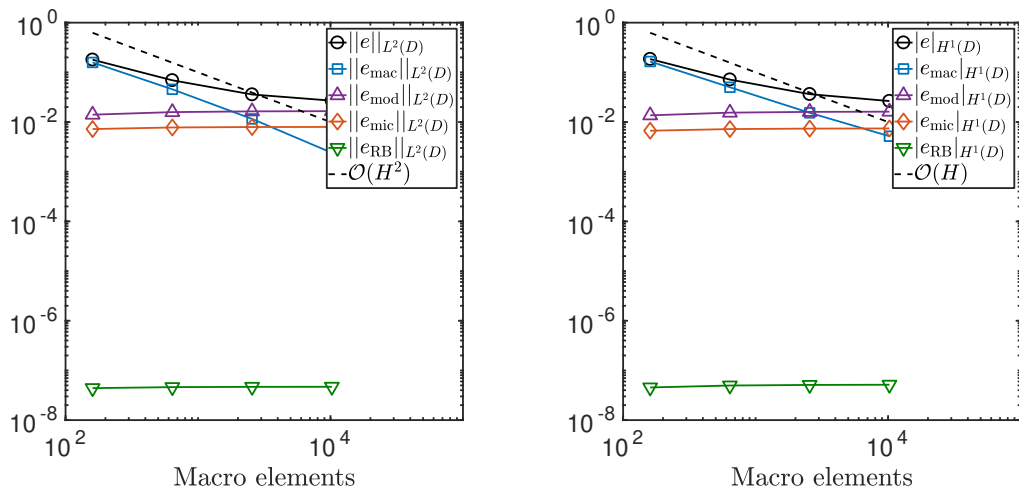 10^0
10^-2
10^-4
10^-6
10^-8
10^2
10^4
Macro elements
||e||_{L^2(D)}
||e_mac||_{L^2(D)}
||e_mod||_{L^2(D)}
||e_mic||_{L^2(D)}
||e_RB||_{L^2(D)}
𝒪(H^2)
10^0
10^-2
10^-4
10^-6
10^-8
10^2
10^4
Macro elements
|e|_{H^1(D)}
|e_mac|_{H^1(D)}
|e_mod|_{H^1(D)}
|e_mic|_{H^1(D)}
|e_RB|_{H^1(D)}
𝒪(H)